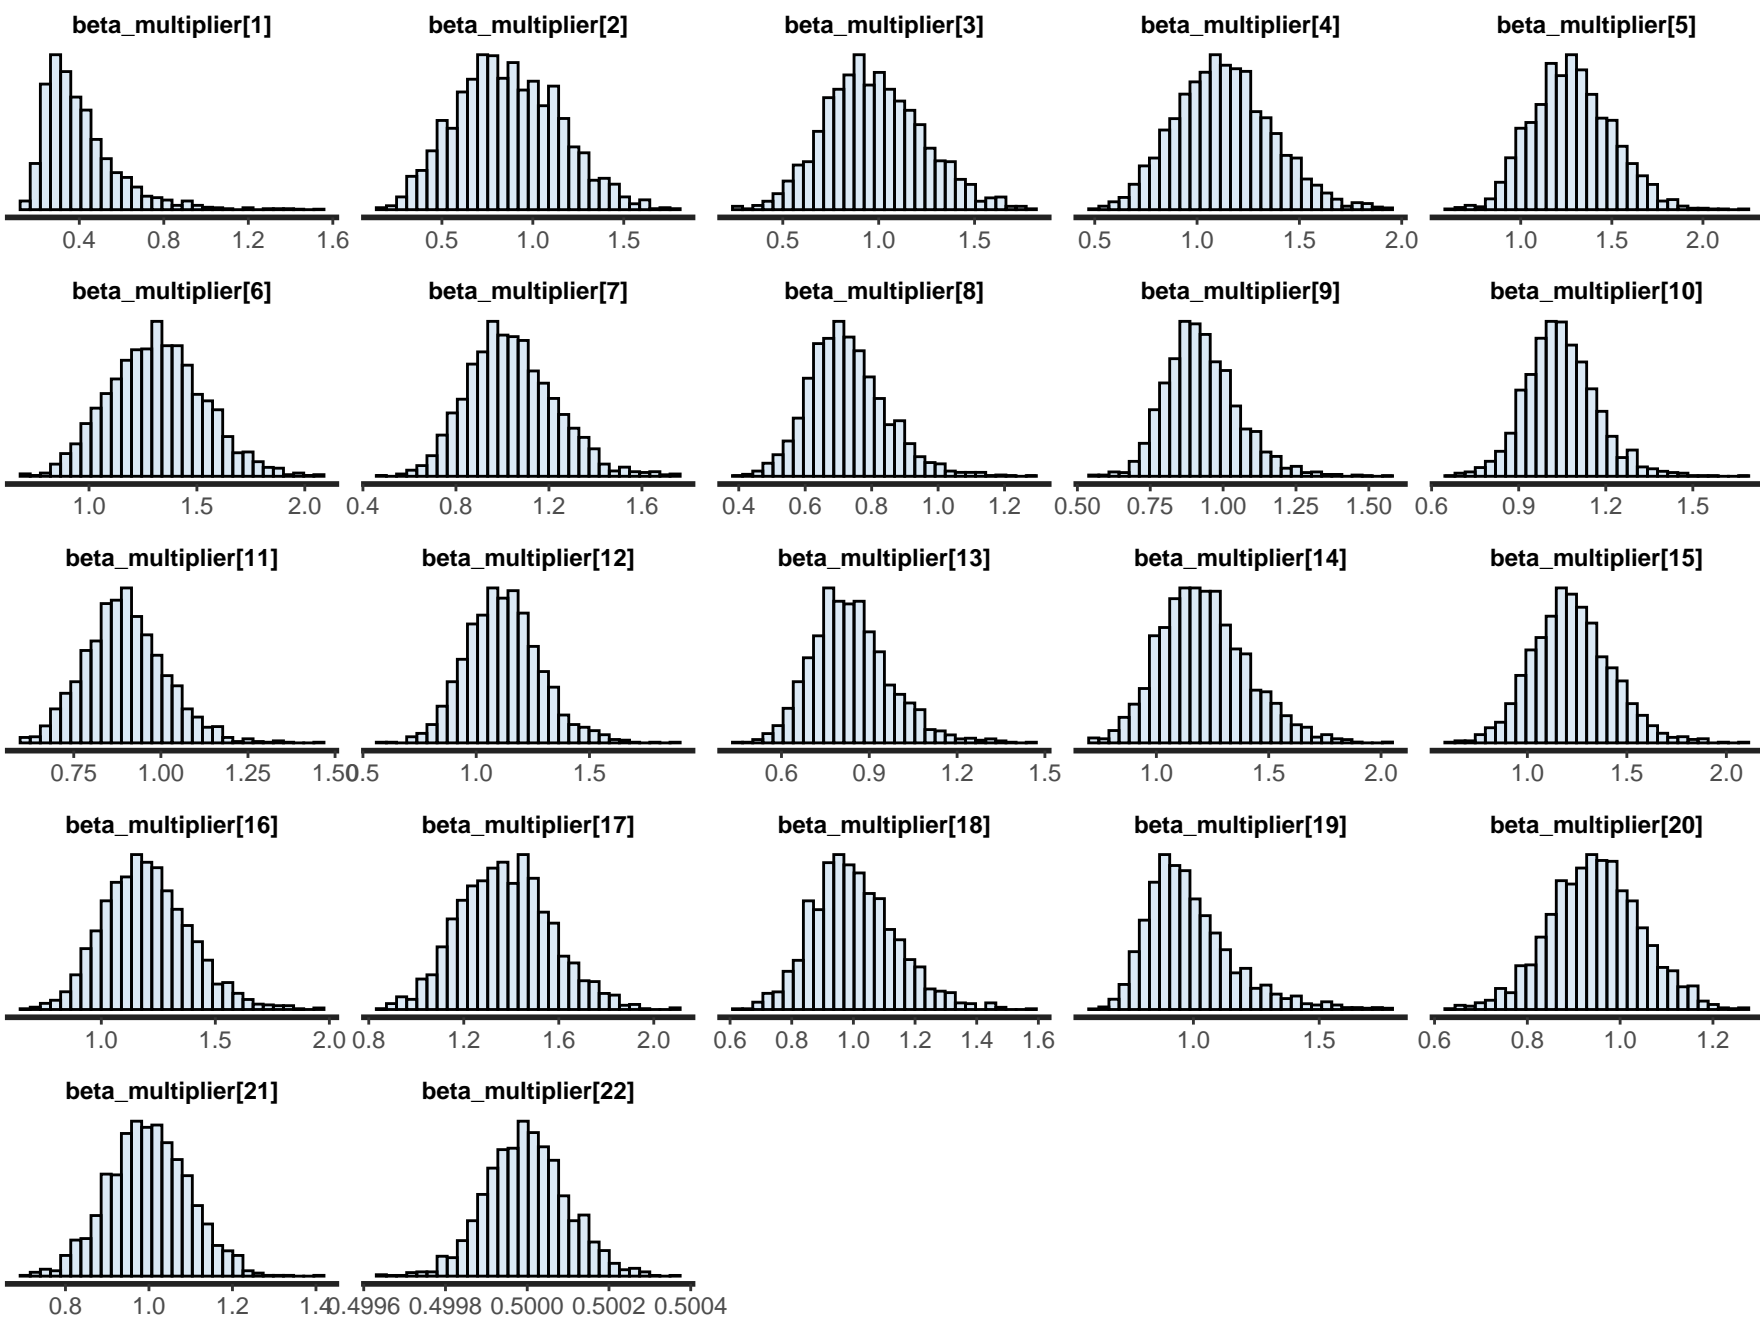 beta_multiplier[1] beta_multiplier[2] beta_multiplier[3] beta_multiplier[4] beta_multiplier[5]
0.4 0.8 1.2 1.6 0.5 1.0 1.5 0.5 1.0 1.5 0.5 1.0 1.5 2.0 1.0 1.5 2.0
beta_multiplier[6] beta_multiplier[7] beta_multiplier[8] beta_multiplier[9] beta_multiplier[10]
1.0 1.5 2.0 0.4 0.8 1.2 1.6 0.4 0.6 0.8 1.0 1.2 0.50 0.75 1.00 1.25 1.50 0.6 0.9 1.2 1.5
beta_multiplier[11] beta_multiplier[12] beta_multiplier[13] beta_multiplier[14] beta_multiplier[15]
0.75 1.00 1.25 1.50 0.5 1.0 1.5 0.6 0.9 1.2 1.5 1.0 1.5 2.0 1.0 1.5 2.0
beta_multiplier[16] beta_multiplier[17] beta_multiplier[18] beta_multiplier[19] beta_multiplier[20]
1.0 1.5 2.0 0.8 1.2 1.6 2.0 0.6 0.8 1.0 1.2 1.4 1.6 1.0 1.5 0.6 0.8 1.0 1.2
beta_multiplier[21] beta_multiplier[22]
0.8 1.0 1.2 1.4 0.4996 0.4998 0.5000 0.5002 0.5004